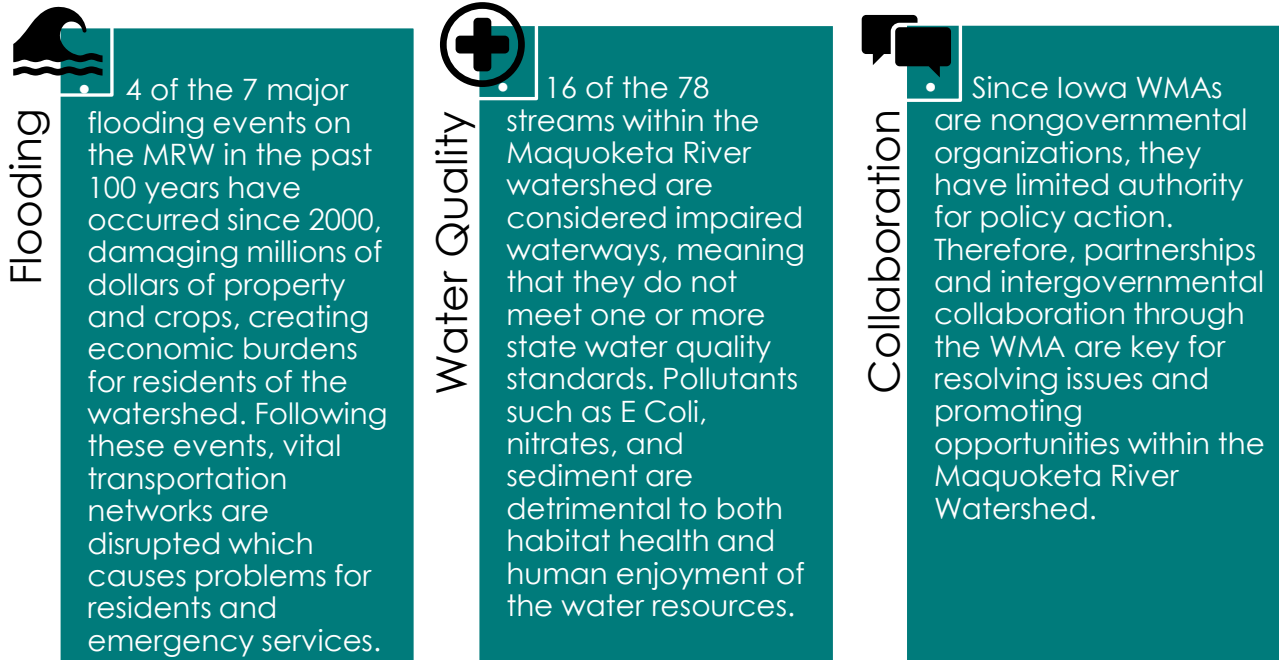 Flooding
• 4 of the 7 major
flooding events on
the MRW in the past
100 years have
occurred since 2000,
damaging millions of
dollars of property
and crops, creating
economic burdens
for residents of the
watershed. Following
these events, vital
transportation
networks are
disrupted which
causes problems for
residents and
emergency services.
Water Quality
• 16 of the 78
streams within the
Maquoketa River
watershed are
considered impaired
waterways, meaning
that they do not
meet one or more
state water quality
standards. Pollutants
such as E Coli,
nitrates, and
sediment are
detrimental to both
habitat health and
human enjoyment of
the water resources.
Collaboration
• Since Iowa WMAs
are nongovernmental
organizations, they
have limited authority
for policy action.
Therefore, partnerships
and intergovernmental
collaboration through
the WMA are key for
resolving issues and
promoting
opportunities within the
Maquoketa River
Watershed.